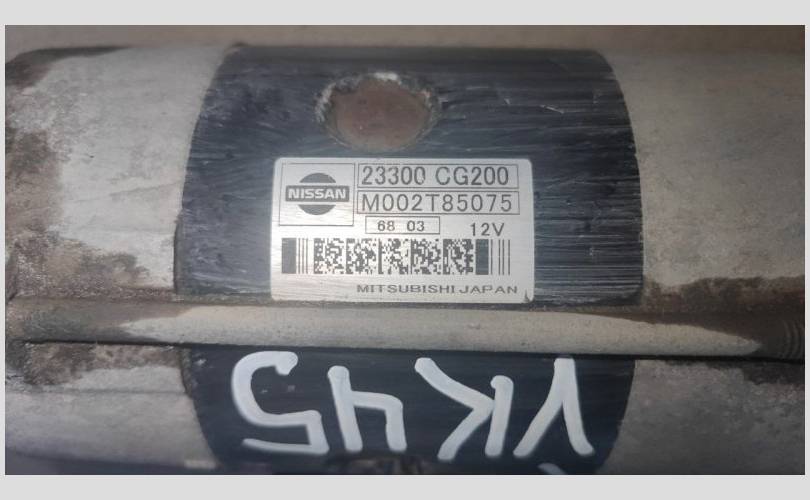 NISSAN
23300 CG200
M002T85075
68 03 12V
MITSUBISHI JAPAN
VK45